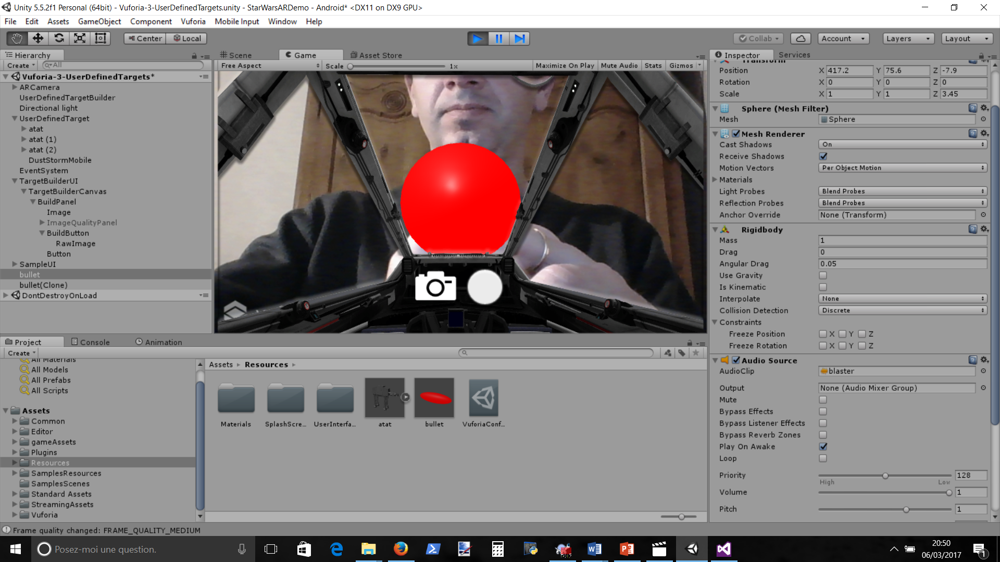 Unity 5.5.2f1 Personal (64bit) - Vuforia-3-UserDefinedTargets.unity - StarWarsARDemo - Android* <DX11 on DX9 GPU>
File Edit Assets GameObject Component Vuforia Mobile Input Window Help
Center Local Collab Account Layers Layout
Hierarchy
Create All
Vuforia-3-UserDefinedTargets*
ARCamera
UserDefinedTargetBuilder
Directional light
UserDefinedTarget
atat
atat (1)
atat (2)
DustStormMobile
EventSystem
TargetBuilderUI
TargetBuilderCanvas
BuildPanel
Image
ImageQualityPanel
BuildButton
RawImage
Button
SampleUI
bullet
bullet(Clone)
DontDestroyOnLoad
Scene Game Asset Store
Free Aspect Scale 1x Maximize On Play Mute Audio Stats Gizmos
Inspector Services
Transform
Position X 417.2 Y 75.6 Z -7.9
Rotation X 0 Y 0 Z 0
Scale X 1 Y 1 Z 3.45
Sphere (Mesh Filter)
Mesh Sphere
Mesh Renderer
Cast Shadows On
Receive Shadows
Motion Vectors Per Object Motion
Materials
Light Probes Blend Probes
Reflection Probes Blend Probes
Anchor Override None (Transform)
Rigidbody
Mass 1
Drag 0
Angular Drag 0.05
Use Gravity
Is Kinematic
Interpolate None
Collision Detection Discrete
Constraints
Freeze Position X Y Z
Freeze Rotation X Y Z
Audio Source
AudioClip blaster
Output None (Audio Mixer Group)
Mute
Bypass Effects
Bypass Listener Effects
Bypass Reverb Zones
Play On Awake
Loop
Priority 128
High Low
Volume 1
Pitch 1
Project Console Animation
Create
All Materials
All Models
All Prefabs
All Scripts
Assets
Common
Editor
gameAssets
Plugins
Resources
SamplesResources
SamplesScenes
Standard Assets
StreamingAssets
Vuforia
Assets Resources
Materials SplashScre... UserInterfa... atat bullet VuforiaConf...
Frame quality changed: FRAME_QUALITY_MEDIUM
Posez-moi une question.
20:50
06/03/2017
1